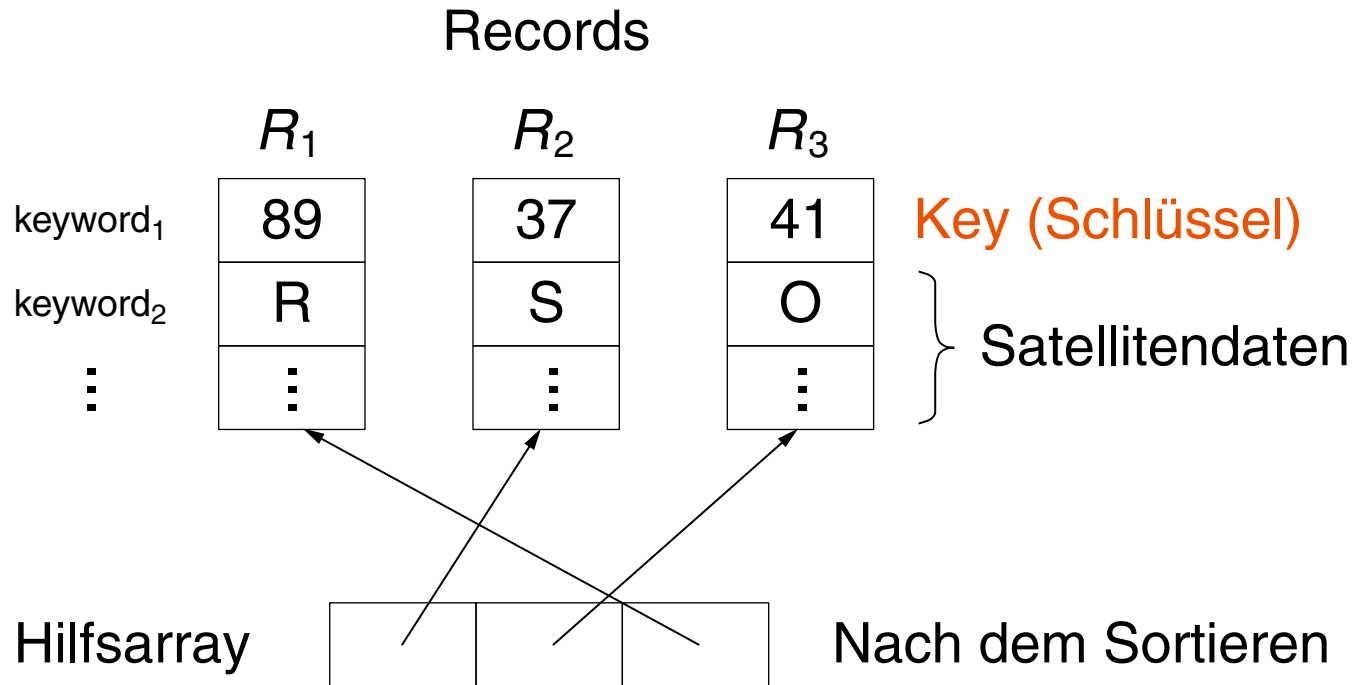 Records
R₁ R₂ R₃
keyword₁ 89 37 41 Key (Schlüssel)
keyword₂ R S O
Satellitendaten
⋮ ⋮ ⋮ ⋮
Hilfsarray Nach dem Sortieren